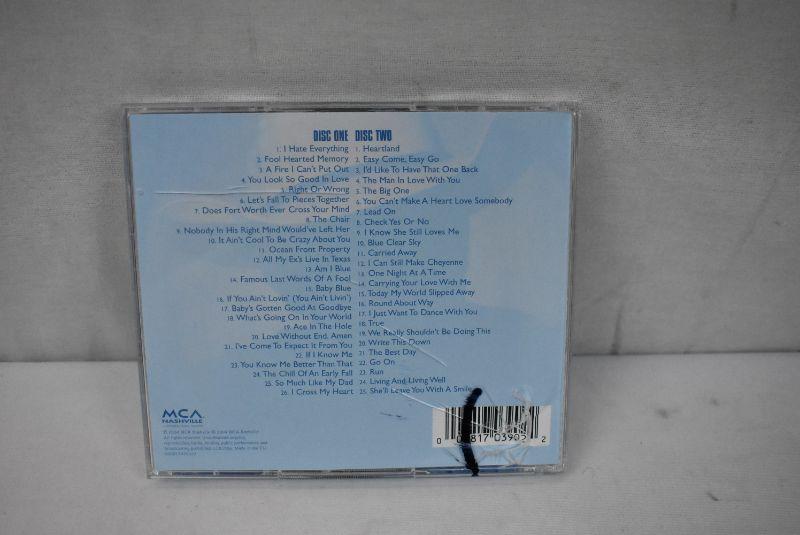 DISC ONE
1. I Hate Everything
2. Fool Hearted Memory
3. A Fire I Can't Put Out
4. You Look So Good In Love
5. Right Or Wrong
6. Let's Fall To Pieces Together
7. Does Fort Worth Ever Cross Your Mind
8. The Chair
9. Nobody In His Right Mind Would've Left Her
10. It Ain't Cool To Be Crazy About You
11. Ocean Front Property
12. All My Ex's Live In Texas
13. Am I Blue
14. Famous Last Words Of A Fool
15. Baby Blue
16. If You Ain't Lovin' (You Ain't Livin')
17. Baby's Gotten Good At Goodbye
18. What's Going On In Your World
19. Ace In The Hole
20. Love Without End, Amen
21. I've Come To Expect It From You
22. If I Know Me
23. You Know Me Better Than That
24. The Chill Of An Early Fall
25. So Much Like My Dad
26. I Cross My Heart
DISC TWO
1. Heartland
2. Easy Come, Easy Go
3. I'd Like To Have That One Back
4. The Man In Love With You
5. The Big One
6. You Can't Make A Heart Love Somebody
7. Lead On
8. Check Yes Or No
9. I Know She Still Loves Me
10. Blue Clear Sky
11. Carried Away
12. I Can Still Make Cheyenne
13. One Night At A Time
14. Carrying Your Love With Me
15. Today My World Slipped Away
16. Round About Way
17. I Just Want To Dance With You
18. True
19. We Really Shouldn't Be Doing This
20. Write This Down
21. The Best Day
22. Go On
23. Run
24. Living And Living Well
25. She'll Leave You With A Smile
MCA
NASHVILLE